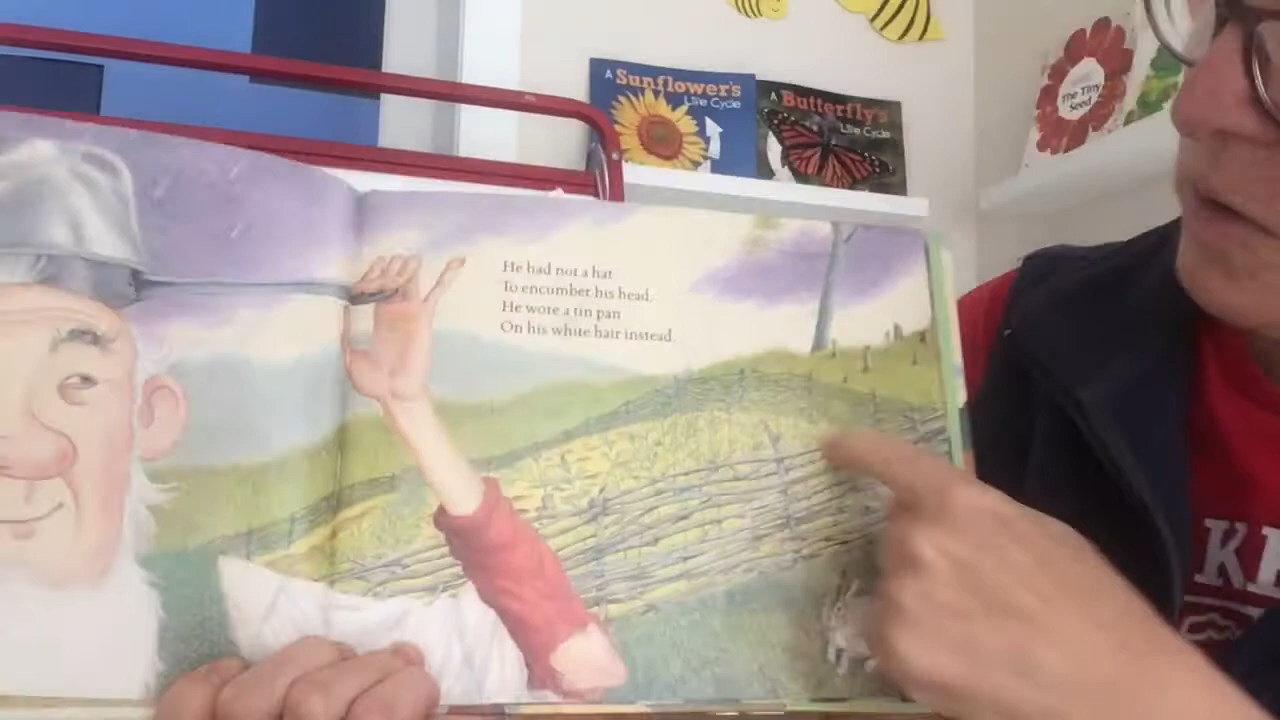 A Sunflower's
Life Cycle
A Butterfly's
Life Cycle
The Tiny
Seed
He had not a hat
To encumber his head.
He wore a tin pan
On his white hair instead.